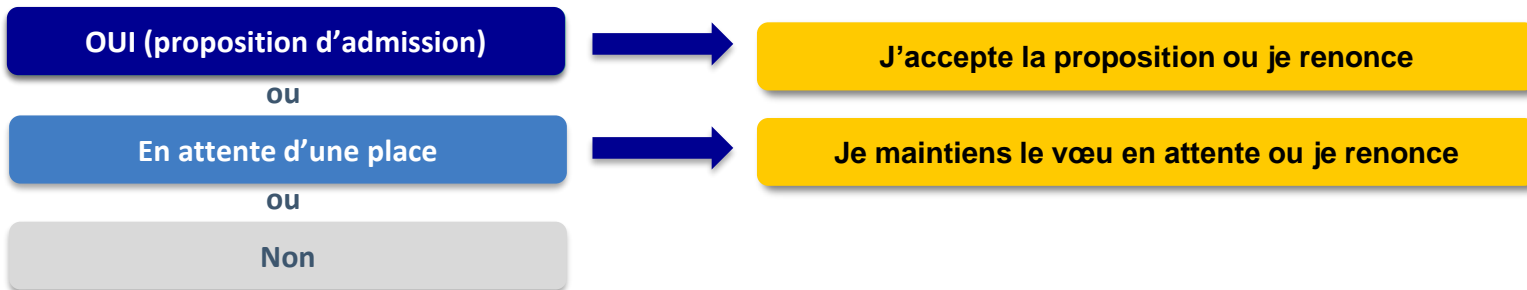 OUI (proposition d’admission)
J’accepte la proposition ou je renonce
ou
En attente d’une place
Je maintiens le vœu en attente ou je renonce
ou
Non